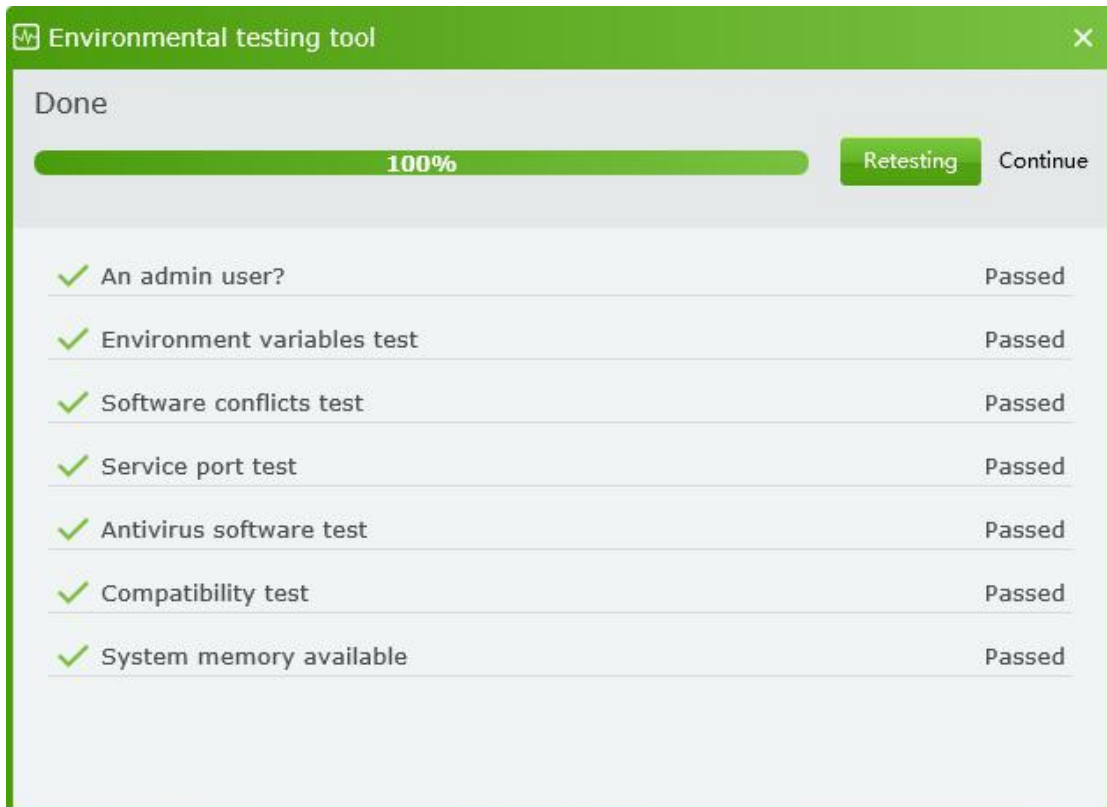 Environmental testing tool
Done
100%
Retesting Continue
An admin user? Passed
Environment variables test Passed
Software conflicts test Passed
Service port test Passed
Antivirus software test Passed
Compatibility test Passed
System memory available Passed